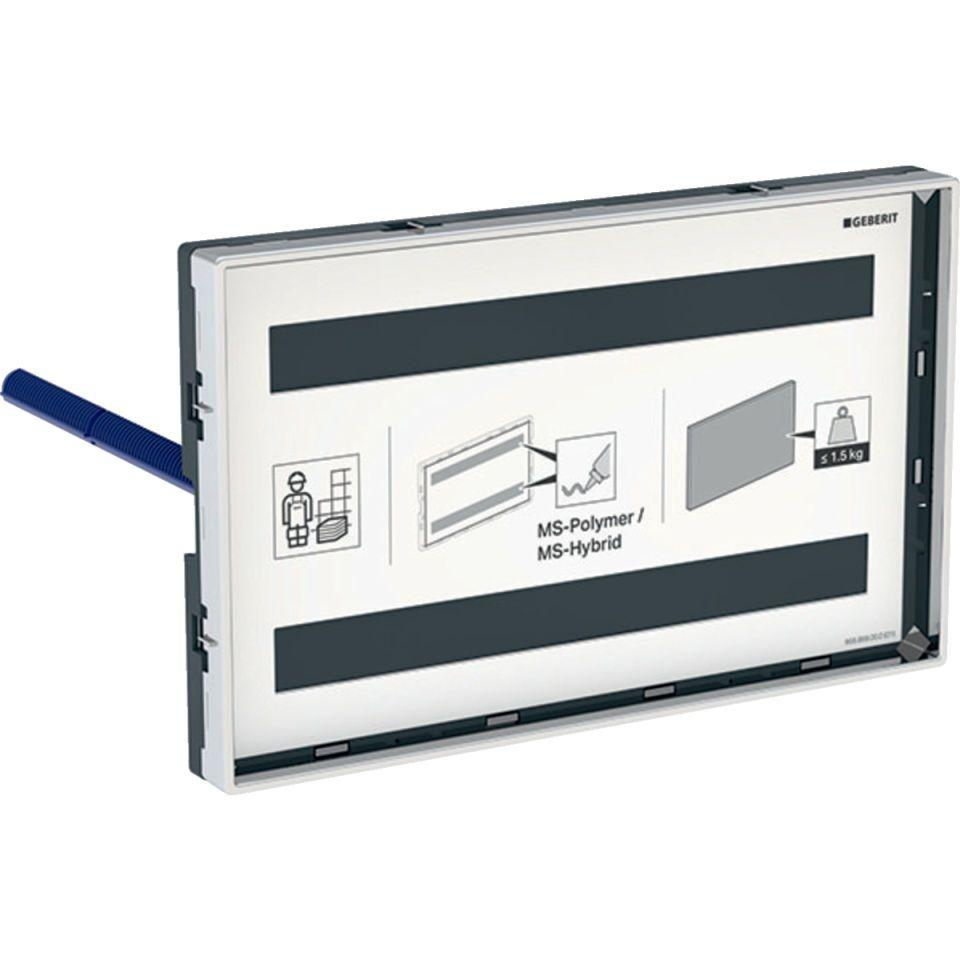 GEBERIT
≤ 1.5 kg
MS-Polymer /
MS-Hybrid